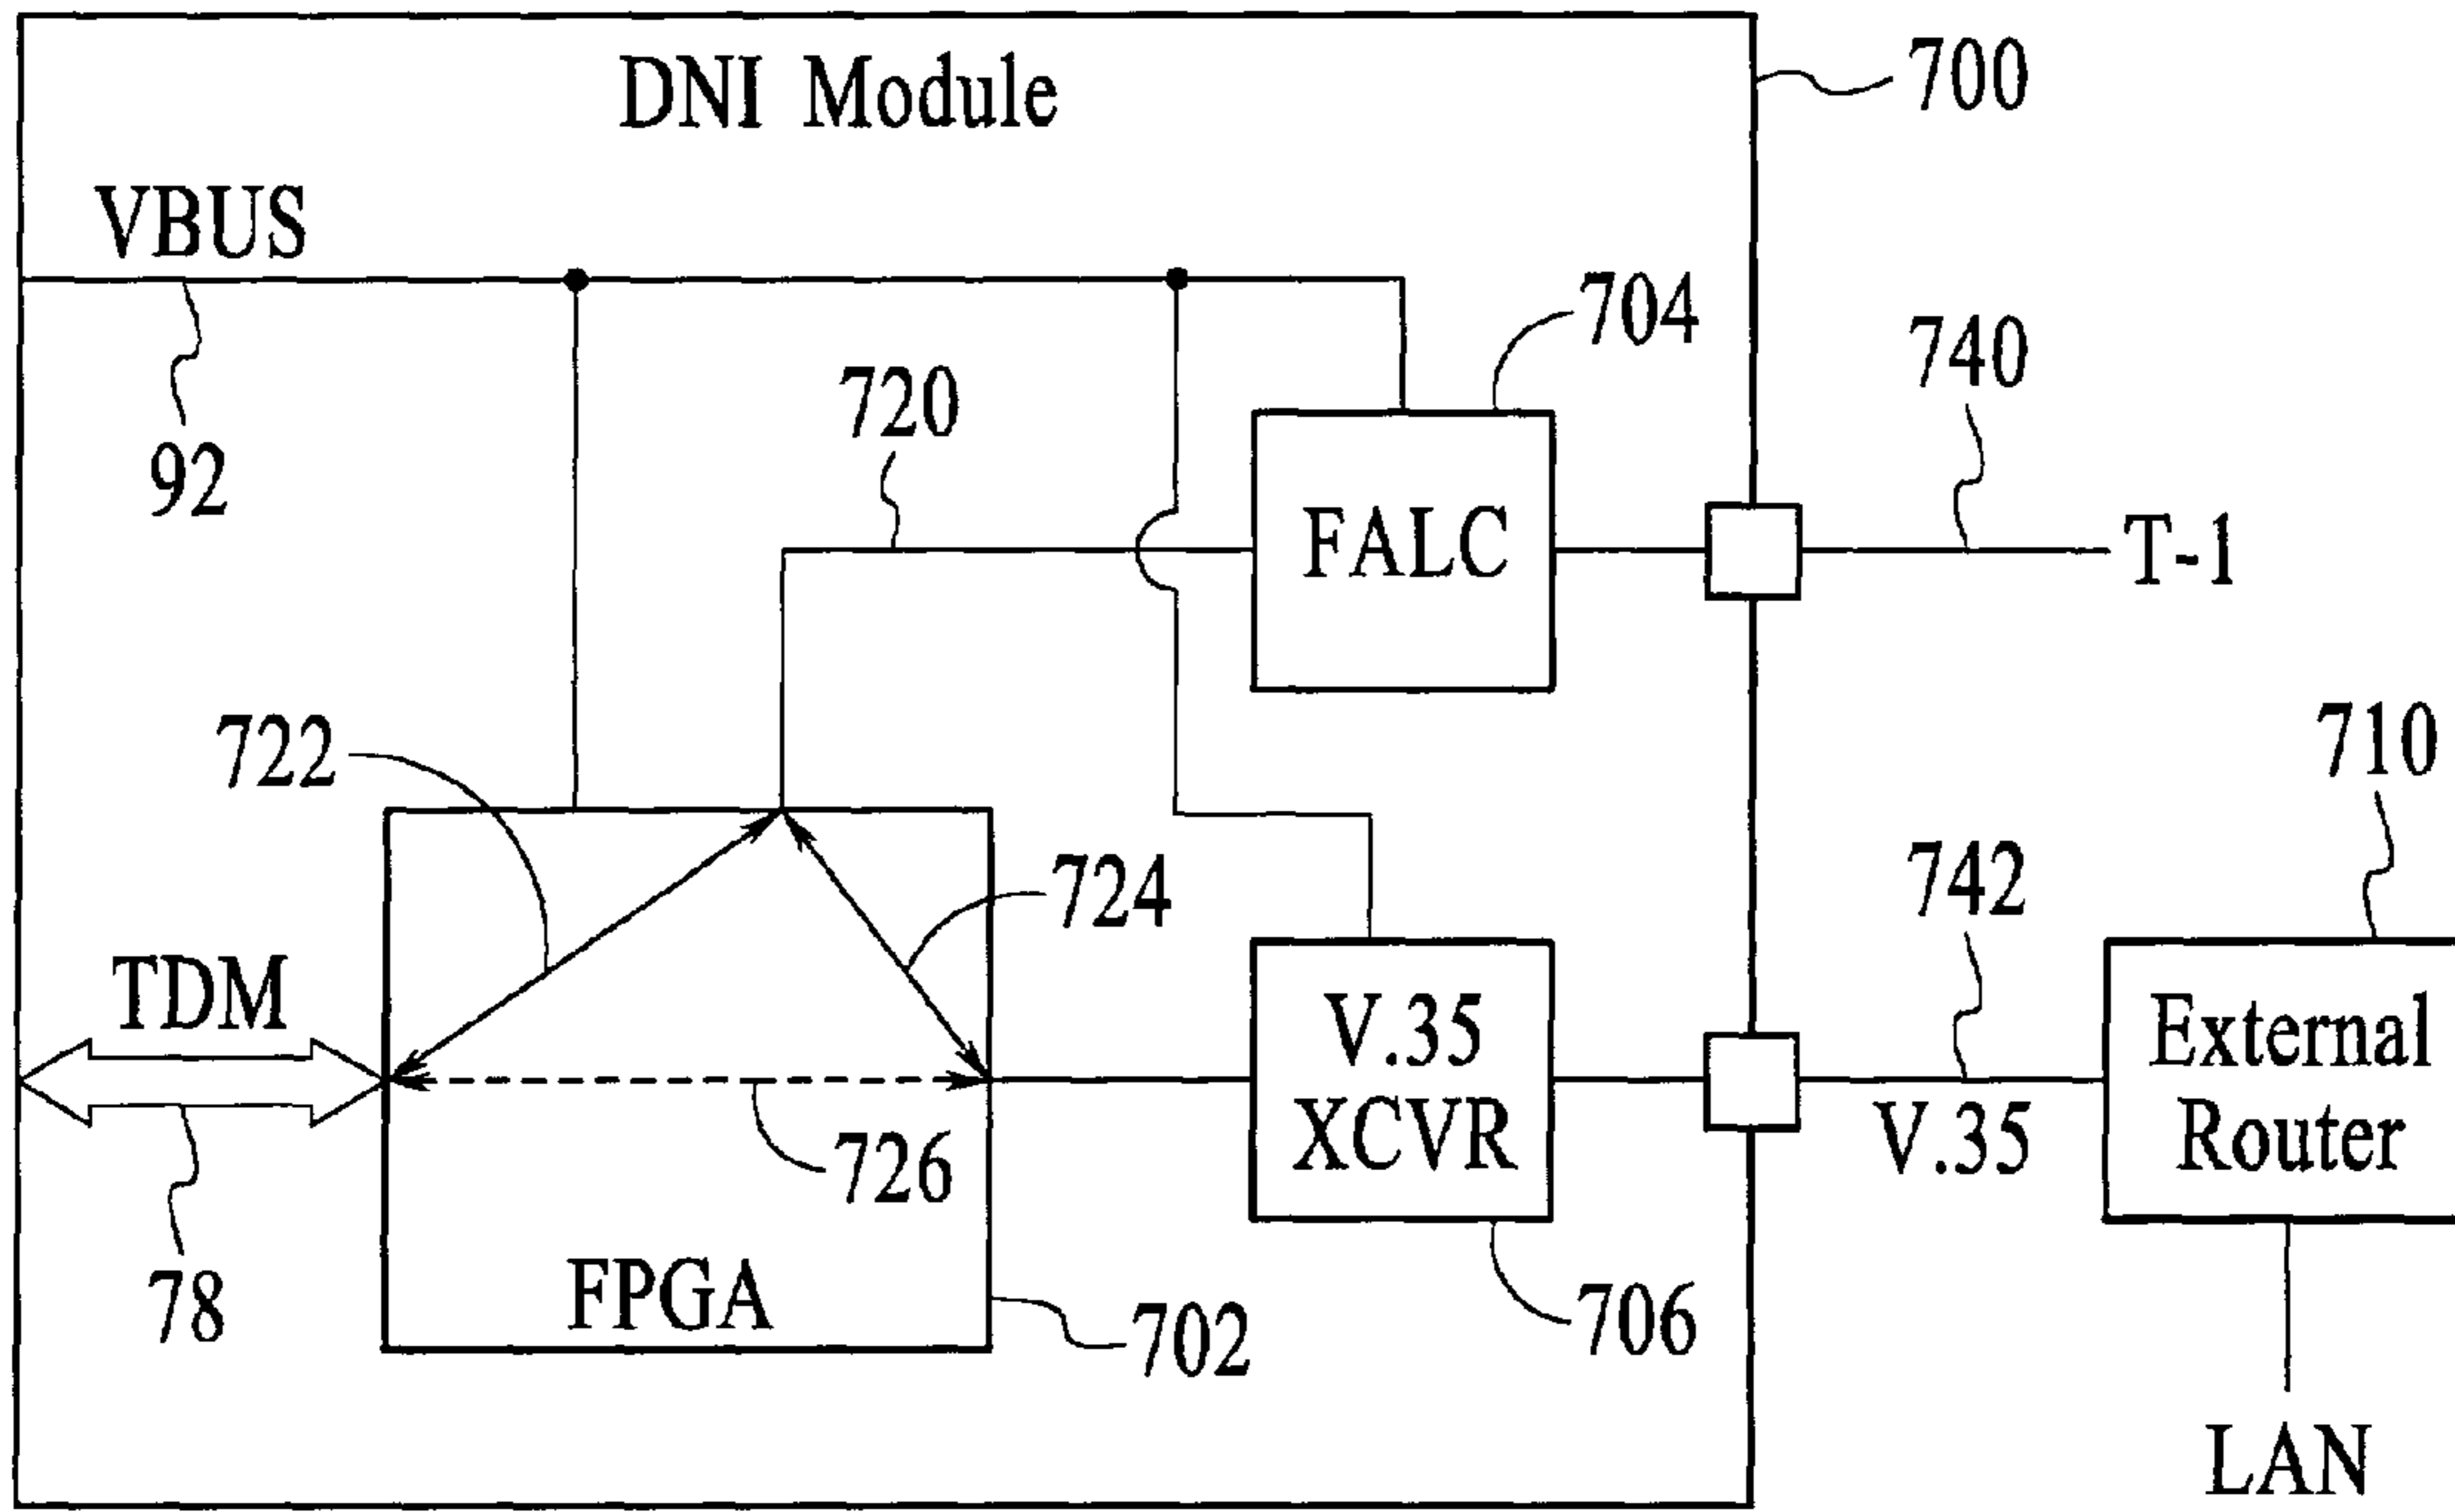 DNI Module
700
VBUS
92
704
740
720
FALC
T-1
722
710
724
742
TDM
V.35
XCVR
External
Router
V.35
726
78
FPGA
702
706
LAN